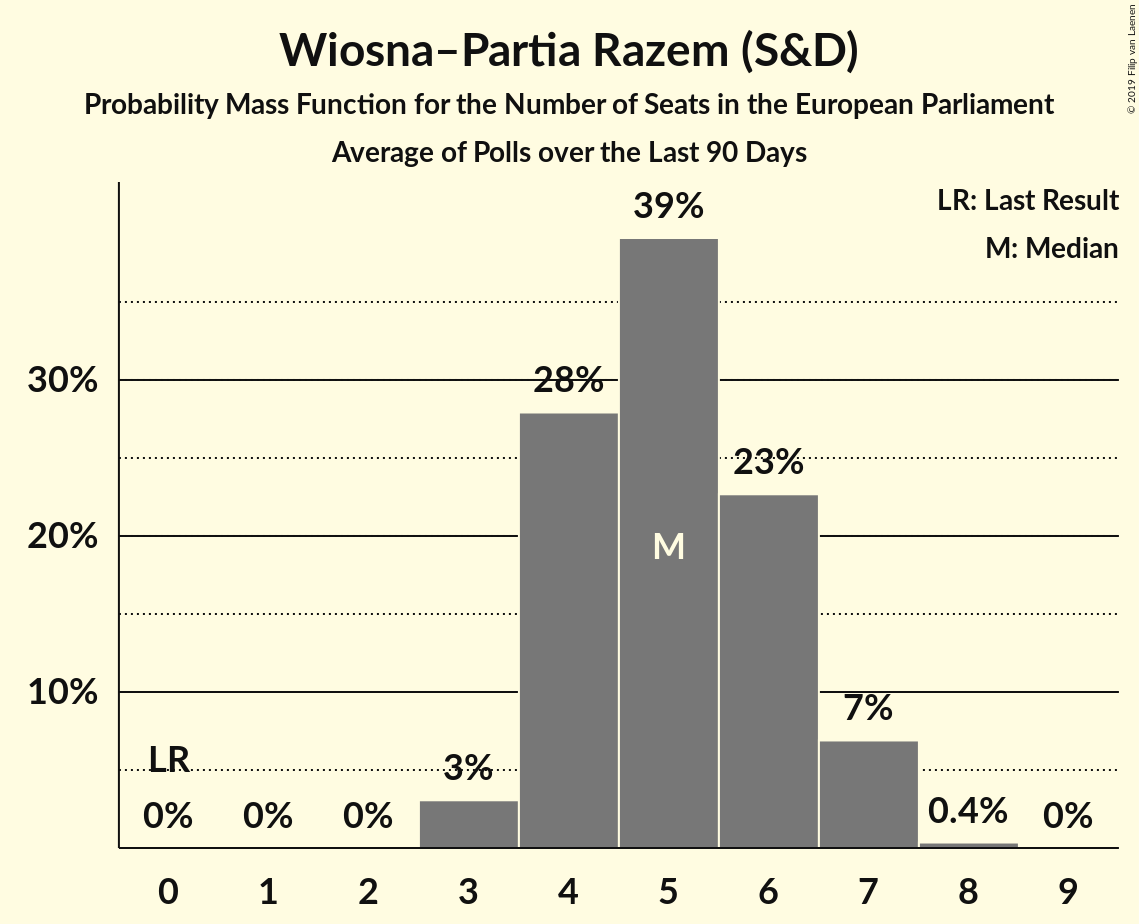 Wiosna–Partia Razem (S&D)
Probability Mass Function for the Number of Seats in the European Parliament
Average of Polls over the Last 90 Days
© 2019 Filip van Laenen
LR: Last Result
M: Median
39%
30%
28%
23%
20%
M
10%
7%
LR
3%
0%
0%
0%
0.4%
0%
0 1 2 3 4 5 6 7 8 9